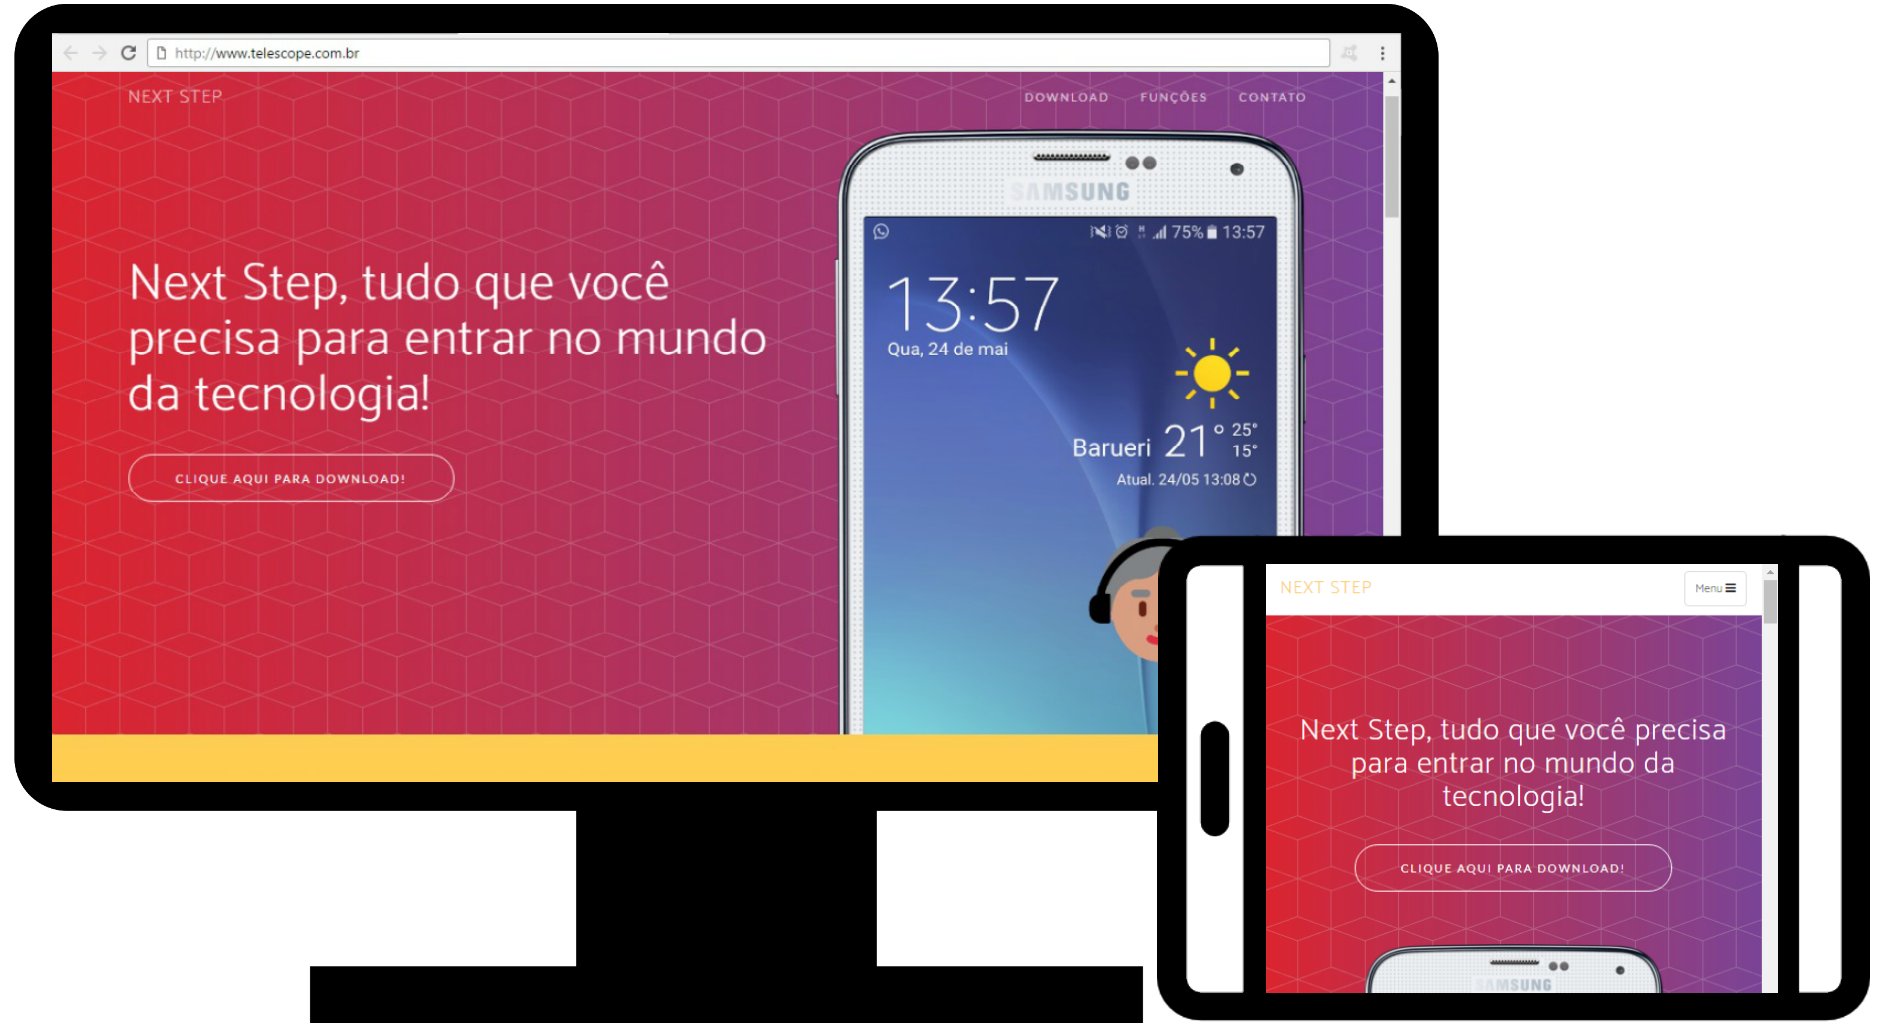 http://www.telescope.com.br
NEXT STEP
DOWNLOAD FUNÇÕES CONTATO
SAMSUNG
75% 13:57
13:57
Qua, 24 de mai
Next Step, tudo que você
precisa para entrar no mundo
da tecnologia!
CLIQUE AQUI PARA DOWNLOAD!
Barueri 21° 25°
15°
Atual. 24/05 13:08
NEXT STEP
Menu
Next Step, tudo que você precisa
para entrar no mundo da
tecnologia!
CLIQUE AQUI PARA DOWNLOAD!
SAMSUNG